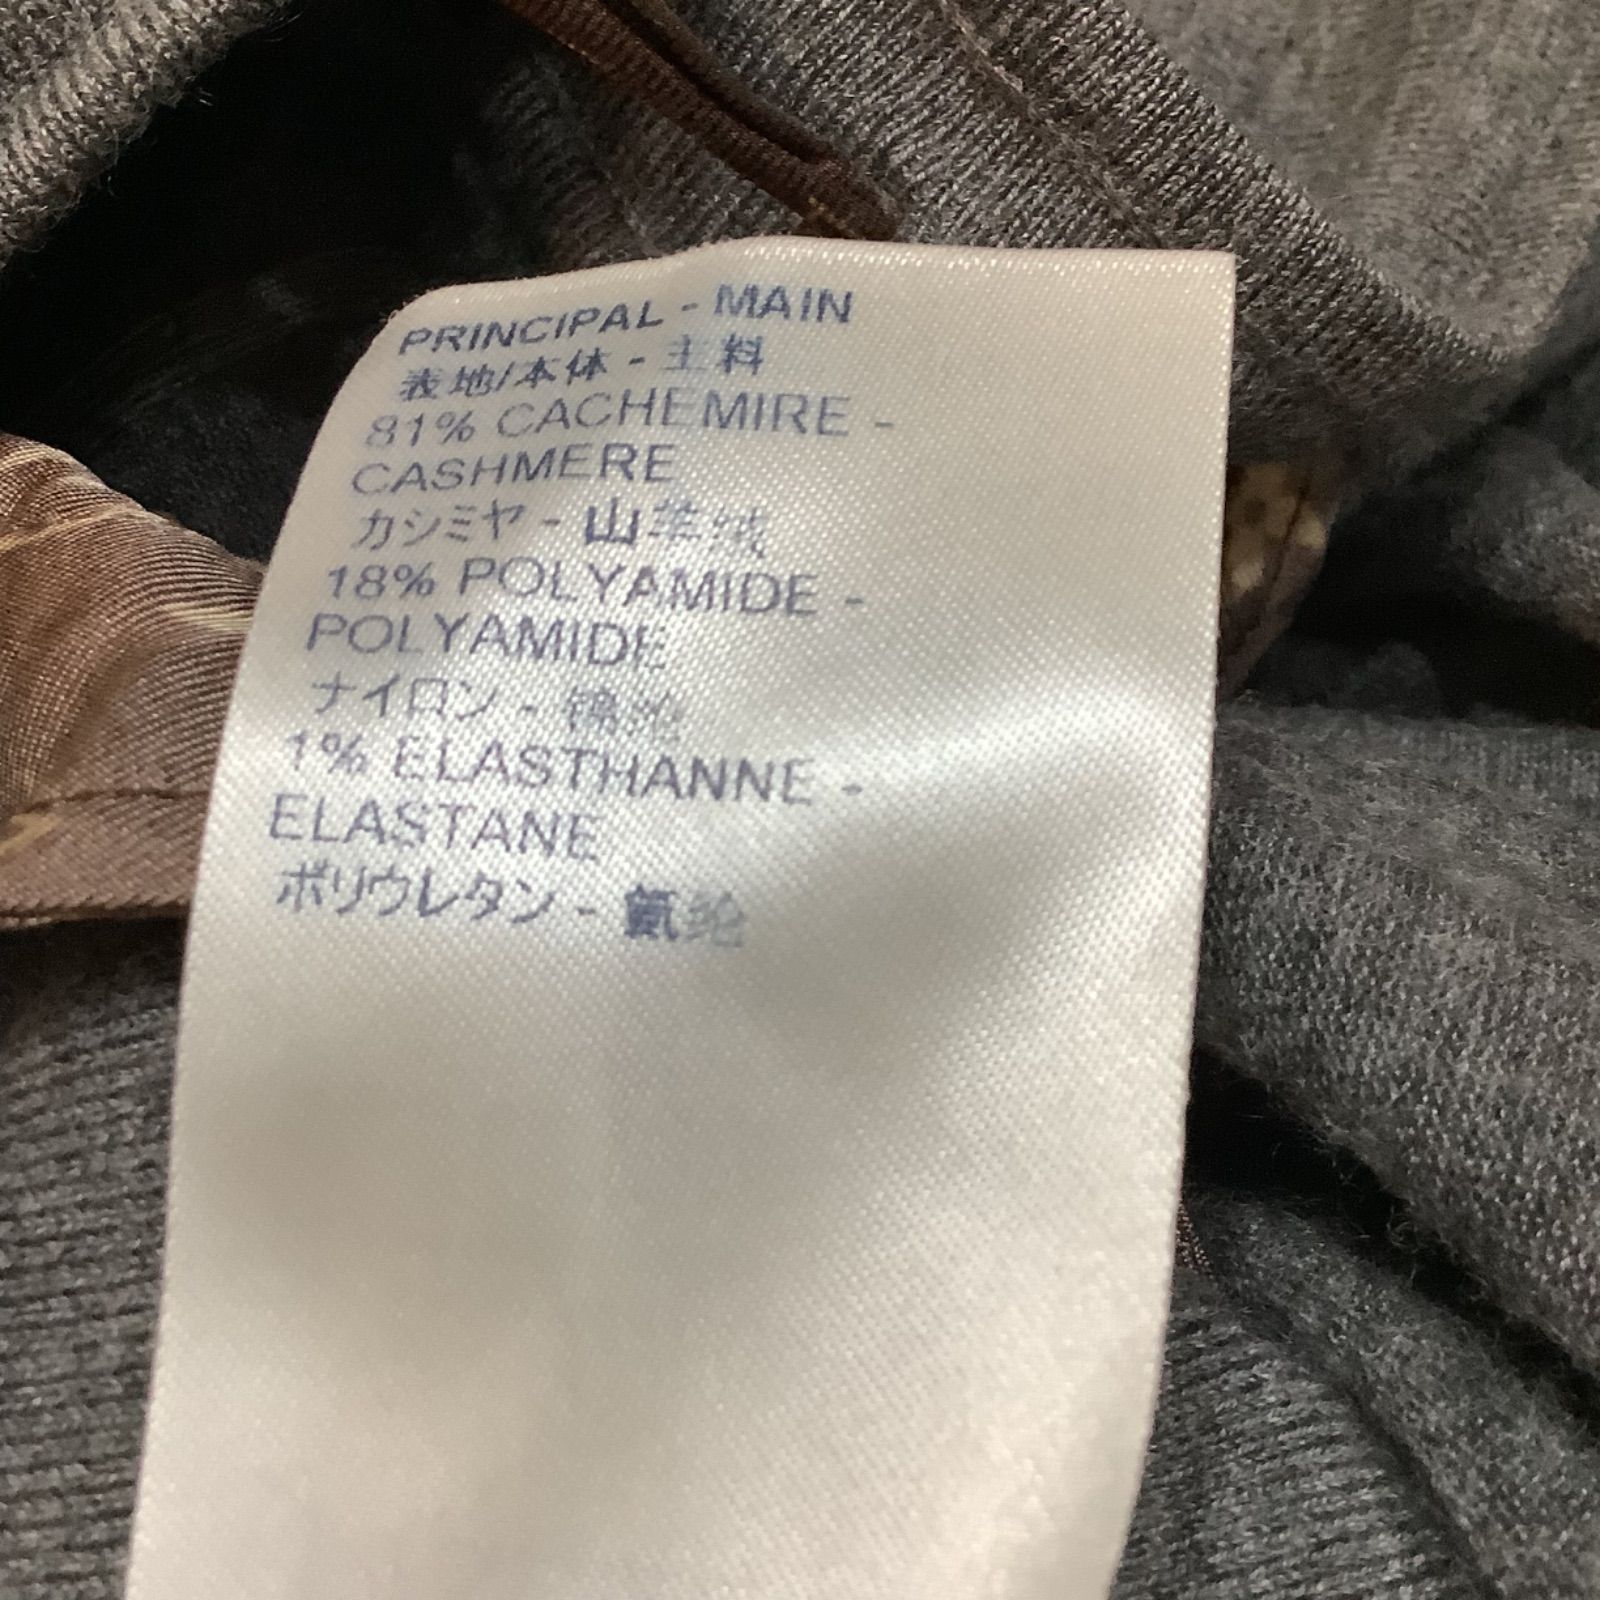 PRINCIPAL - MAIN
表地/本体 - 主料
81% CACHEMIRE -
CASHMERE
カシミヤ - 山羊绒
18% POLYAMIDE -
POLYAMIDE
ナイロン - 锦纶
1% ELASTHANNE -
ELASTANE
ポリウレタン - 氨纶